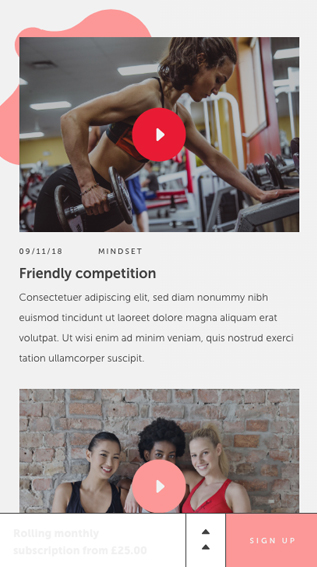 09/11/18 MINDSET
Friendly competition
Consectetuer adipiscing elit, sed diam nonummy nibh
euismod tincidunt ut laoreet dolore magna aliquam erat
volutpat. Ut wisi enim ad minim veniam, quis nostrud exerci
tation ullamcorper suscipit.
Rolling monthly
subscription from £25.00
SIGN UP